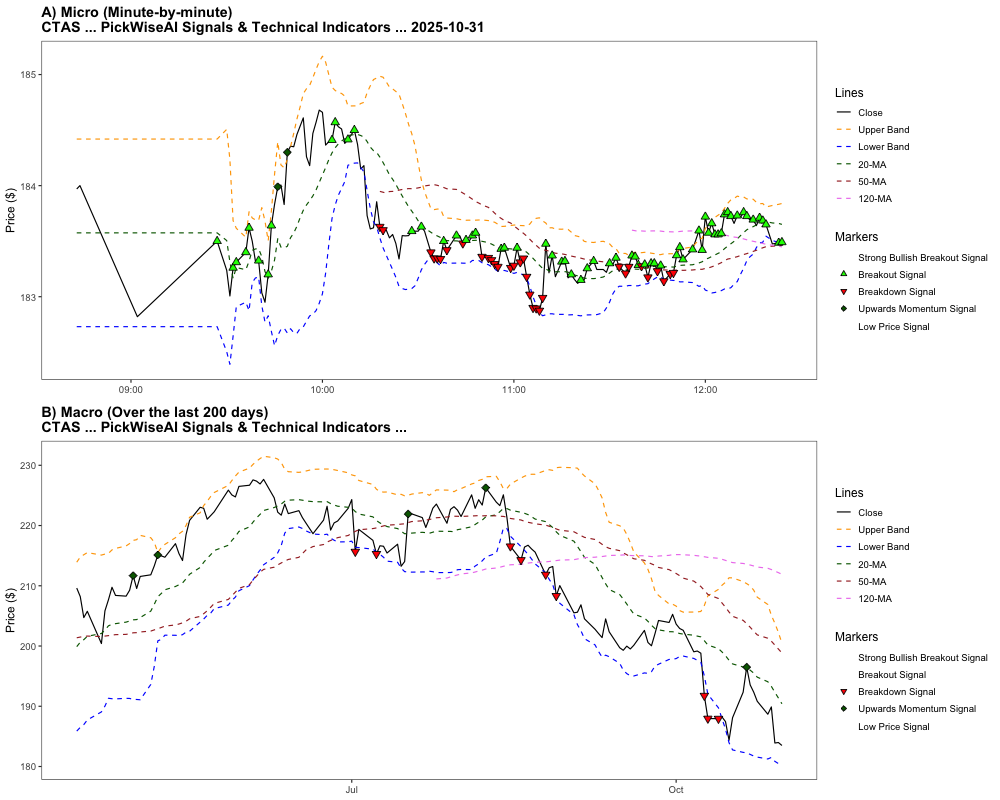 A) Micro (Minute-by-minute)
CTAS ... PickWiseAI Signals & Technical Indicators ... 2025-10-31
Price ($)
185
184
183
09:00
10:00
11:00
12:00
Lines
Close
Upper Band
Lower Band
20-MA
50-MA
120-MA
Markers
Strong Bullish Breakout Signal
Breakout Signal
Breakdown Signal
Upwards Momentum Signal
Low Price Signal
B) Macro (Over the last 200 days)
CTAS ... PickWiseAI Signals & Technical Indicators ...
Price ($)
230
220
210
200
190
180
Jul
Oct
Lines
Close
Upper Band
Lower Band
20-MA
50-MA
120-MA
Markers
Strong Bullish Breakout Signal
Breakout Signal
Breakdown Signal
Upwards Momentum Signal
Low Price Signal